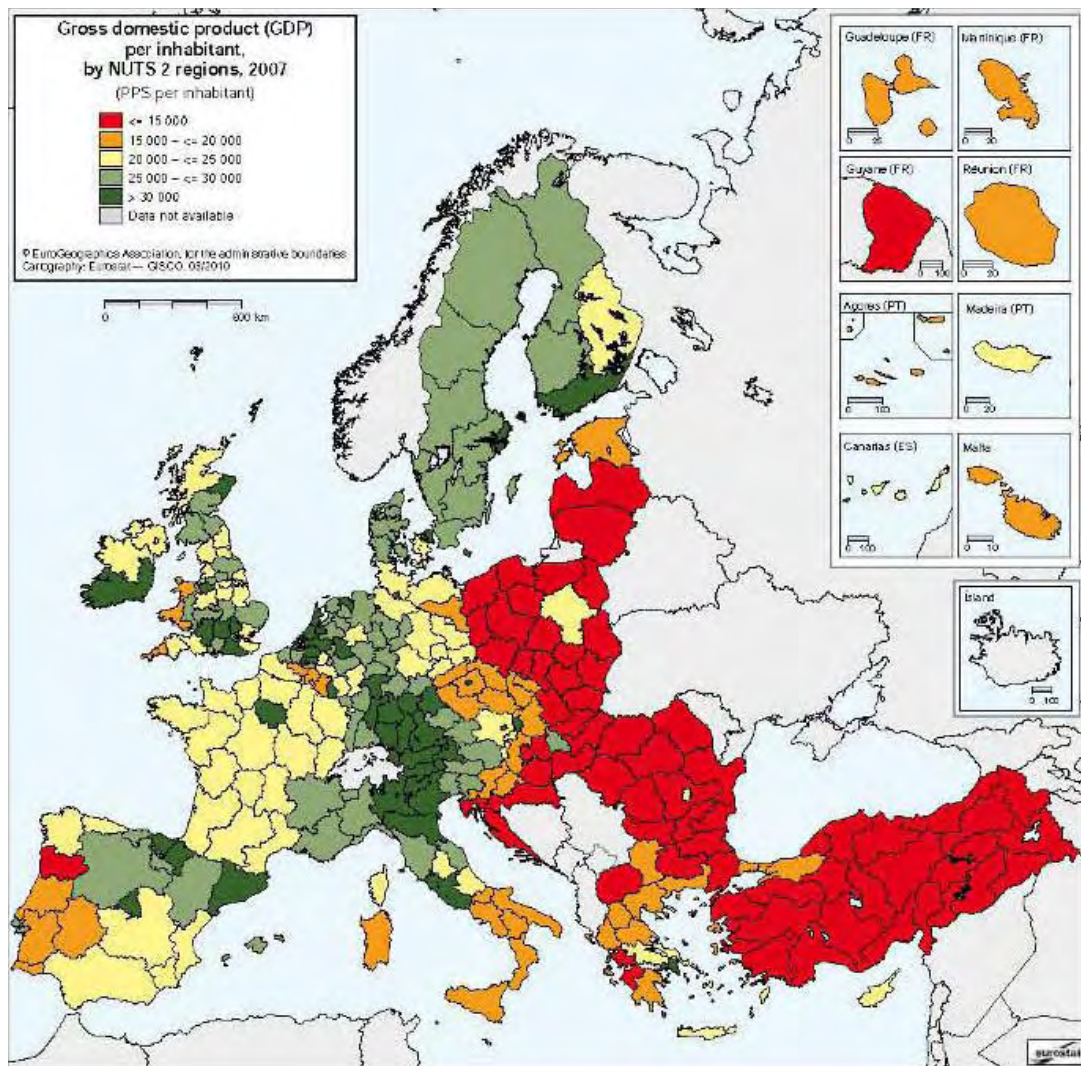 Gross domestic product (GDP)
per inhabitant,
by NUTS 2 regions, 2007
(PPS per inhabitant)
<= 15 000
15 000 – <= 20 000
20 000 – <= 25 000
25 000 – <= 30 000
> 30 000
Data not available
© EuroGeographics Association, for the administrative boundaries
Cartography: Eurostat — GISCO, 03/2010
0 600 km
Guadeloupe (FR)
0 25
Martinique (FR)
0 20
Guyane (FR)
0 100
Réunion (FR)
0 20
Açores (PT)
0 100
Madeira (PT)
0 20
Canarias (ES)
0 100
Malta
0 10
Ísland
0 100
eurostat